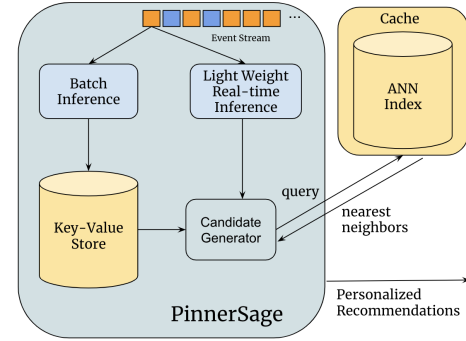 ...
Event Stream
Cache
Batch
Inference
Light Weight
Real-time
Inference
ANN
Index
query
nearest
neighbors
Key-Value
Store
Candidate
Generator
Personalized
Recommendations
PinnerSage